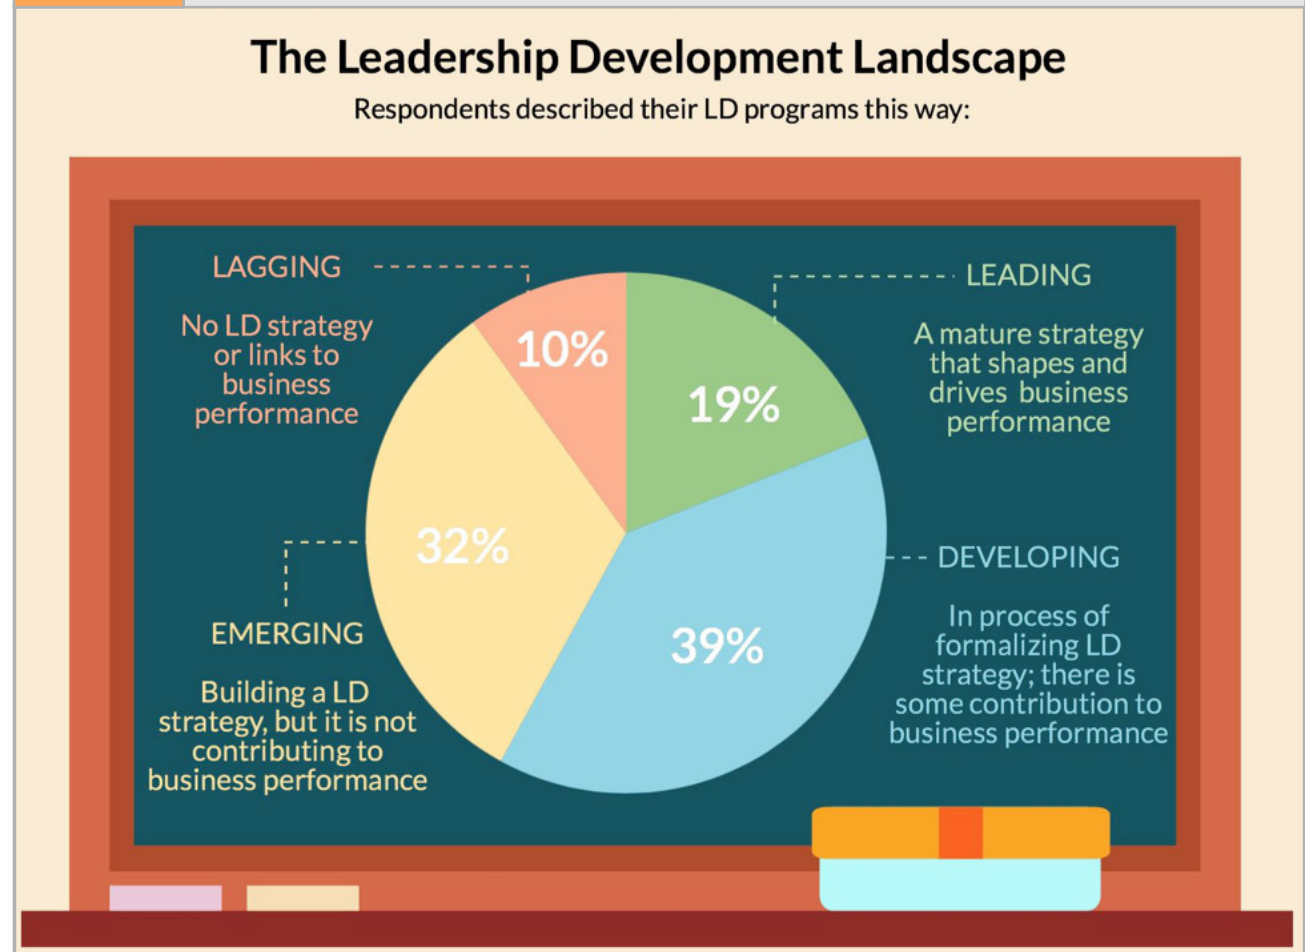 The Leadership Development Landscape
Respondents described their LD programs this way:
LAGGING
No LD strategy
or links to
business
performance
10%
LEADING
A mature strategy
that shapes and
drives business
performance
19%
EMERGING
Building a LD
strategy, but it is not
contributing to
business performance
32%
DEVELOPING
In process of
formalizing LD
strategy; there is
some contribution to
business performance
39%